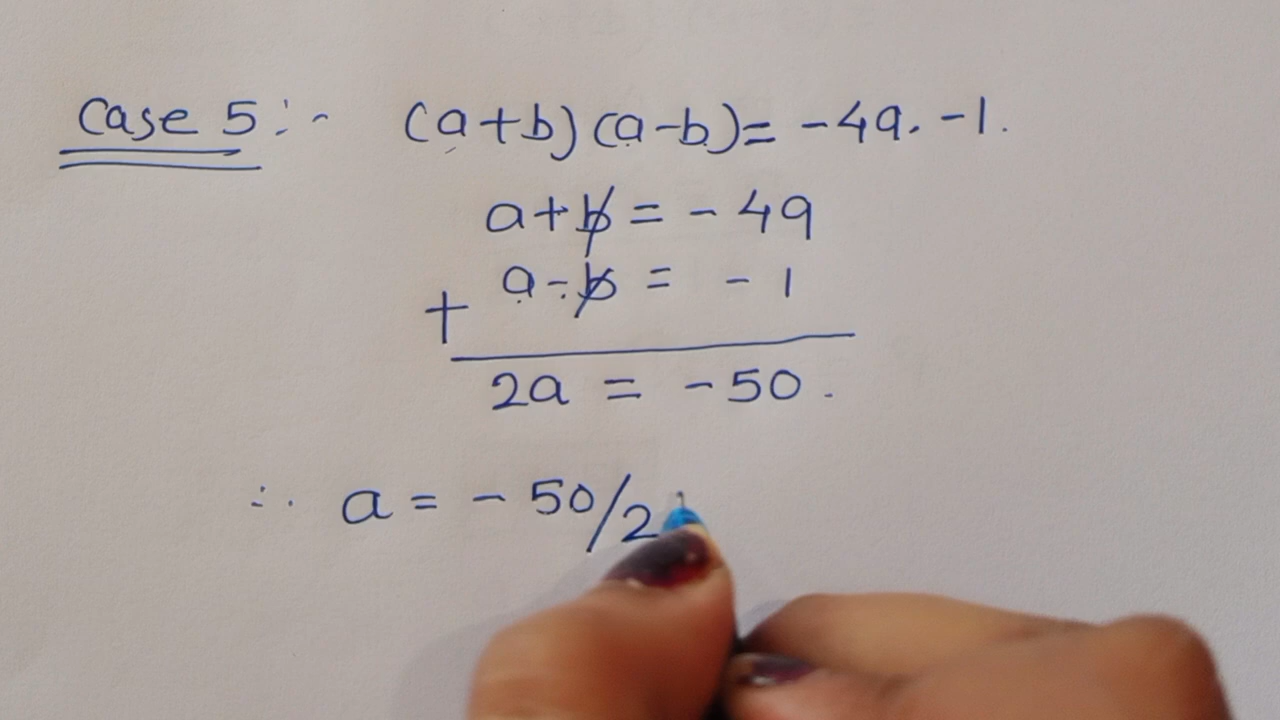 Case 5 :- (a+b)(a-b)= -49. -1.
a+b = - 49
+ a-b = - 1
2a = - 50.
∴ a = - 50/2